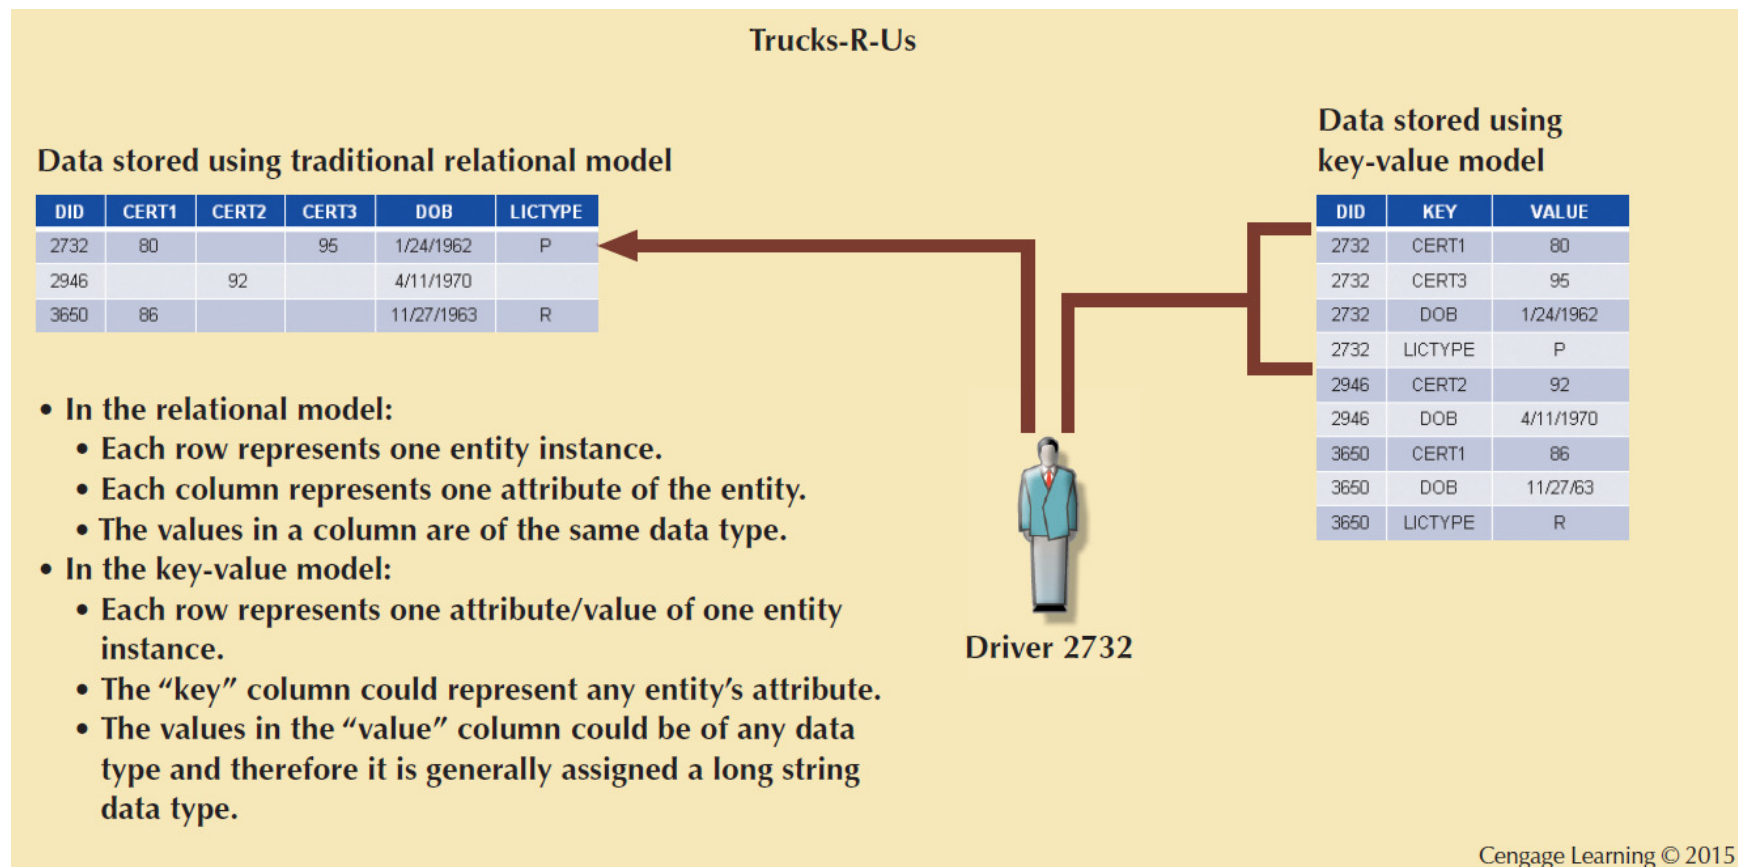 Trucks-R-Us
Data stored using traditional relational model
DID CERT1 CERT2 CERT3 DOB LICTYPE
2732 80 95 1/24/1962 P
2946 92 4/11/1970
3650 86 11/27/1963 R
• In the relational model:
• Each row represents one entity instance.
• Each column represents one attribute of the entity.
• The values in a column are of the same data type.
• In the key-value model:
• Each row represents one attribute/value of one entity
instance.
• The “key” column could represent any entity’s attribute.
• The values in the “value” column could be of any data
type and therefore it is generally assigned a long string
data type.
Driver 2732
Data stored using
key-value model
DID KEY VALUE
2732 CERT1 80
2732 CERT3 95
2732 DOB 1/24/1962
2732 LICTYPE P
2946 CERT2 92
2946 DOB 4/11/1970
3650 CERT1 86
3650 DOB 11/27/63
3650 LICTYPE R
Cengage Learning © 2015